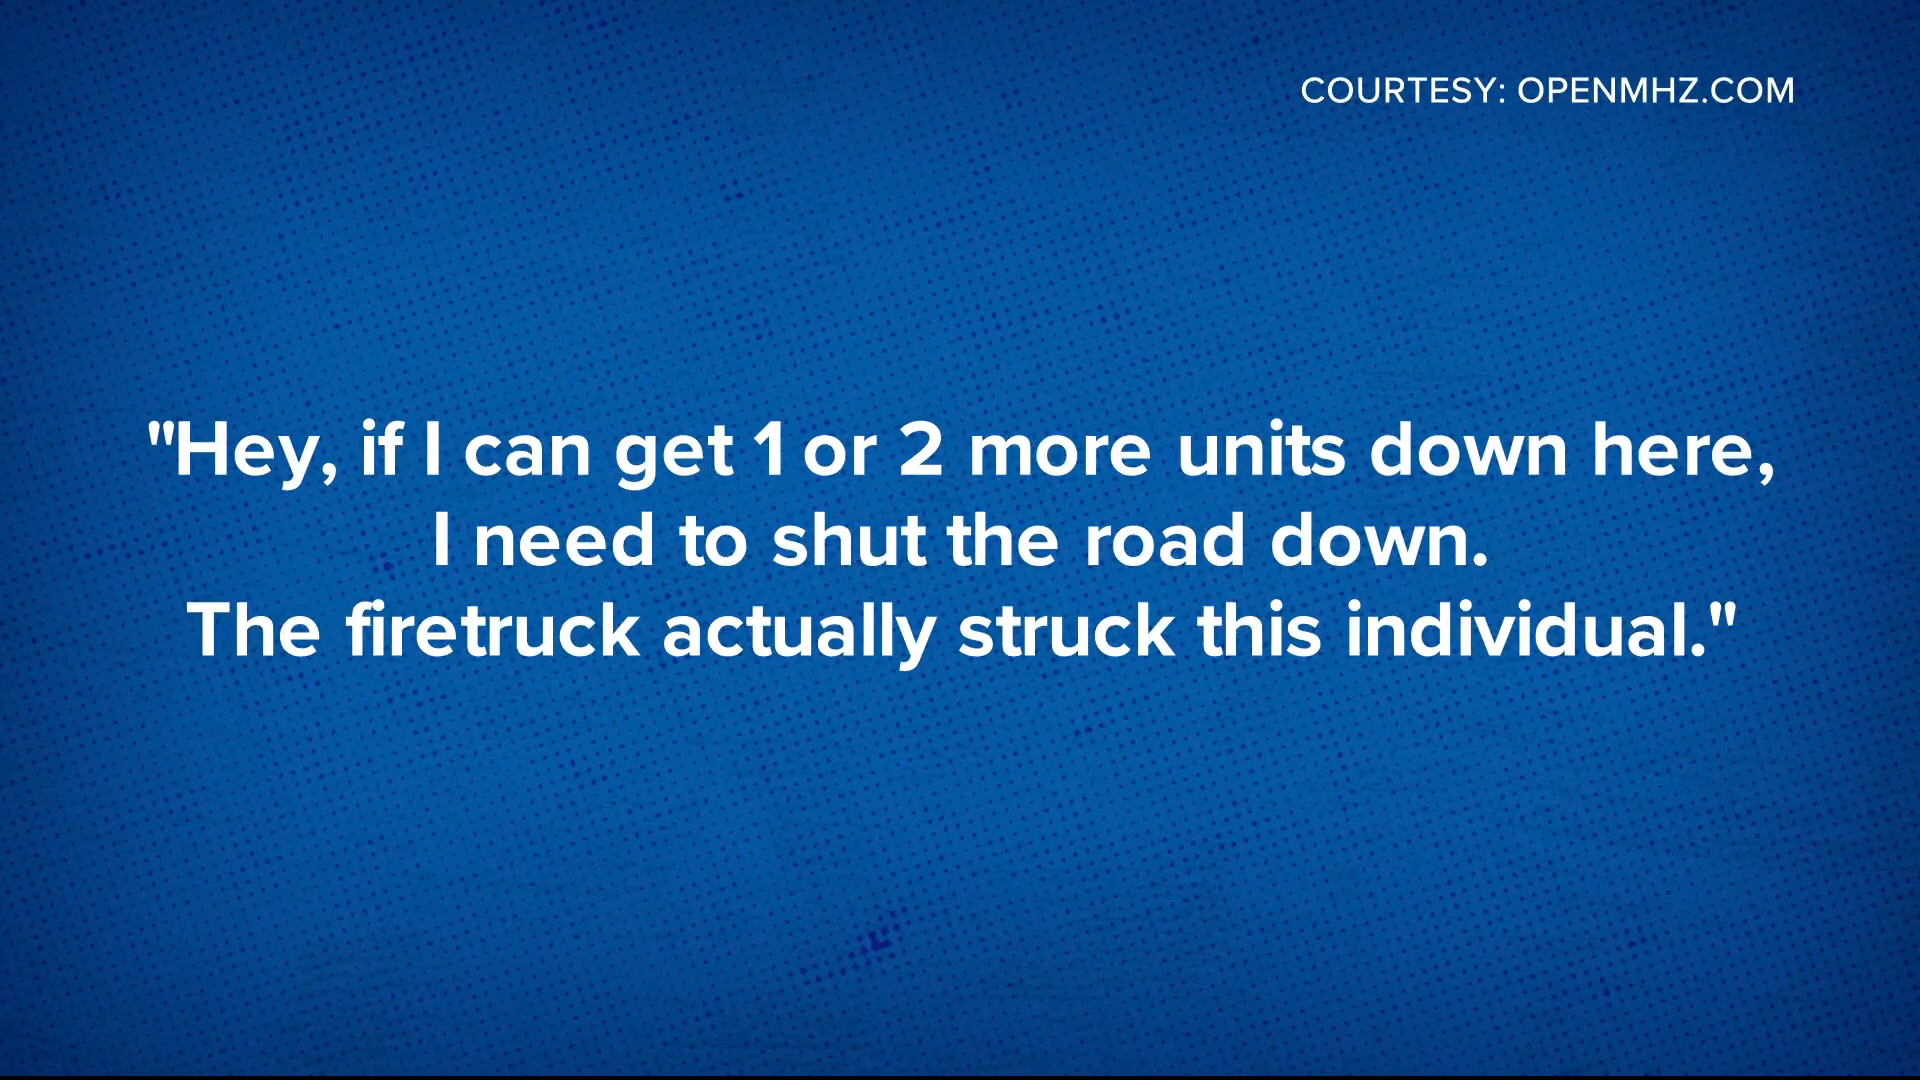 COURTESY: OPENMHZ.COM
"Hey, if I can get 1 or 2 more units down here,
I need to shut the road down.
The firetruck actually struck this individual."